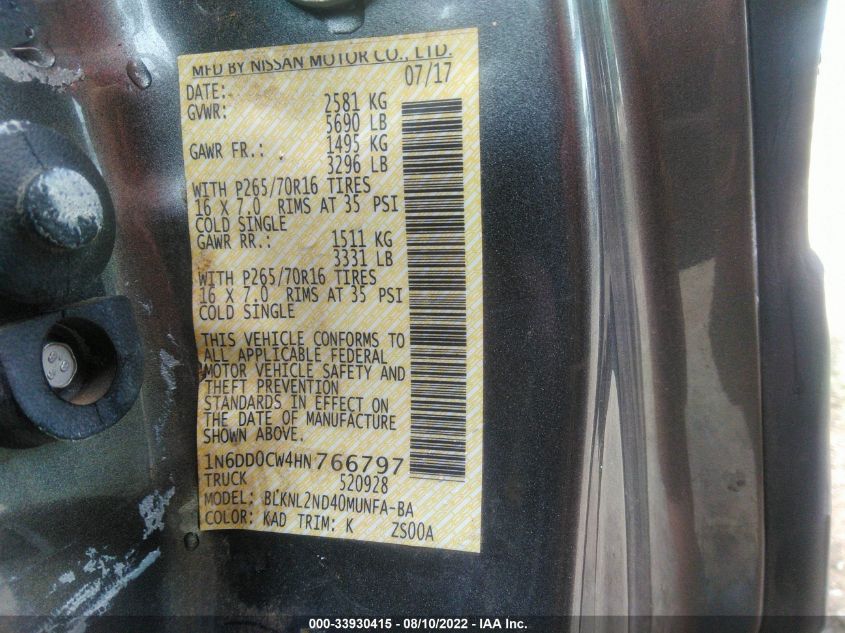 MFD BY NISSAN MOTOR CO., LTD.
DATE: 07/17
GVWR: 2581 KG
5690 LB
GAWR FR.: 1495 KG
3296 LB
WITH P265/70R16 TIRES
16 X 7.0 RIMS AT 35 PSI
COLD SINGLE
GAWR RR.: 1511 KG
3331 LB
WITH P265/70R16 TIRES
16 X 7.0 RIMS AT 35 PSI
COLD SINGLE
THIS VEHICLE CONFORMS TO
ALL APPLICABLE FEDERAL
MOTOR VEHICLE SAFETY AND
THEFT PREVENTION
STANDARDS IN EFFECT ON
THE DATE OF MANUFACTURE
SHOWN ABOVE.
1N6DD0CW4HN766797
TRUCK 520928
MODEL: BLKNL2ND40MUNFA-BA
COLOR: KAD TRIM: K ZS00A
000-33930415 - 08/10/2022 - IAA Inc.